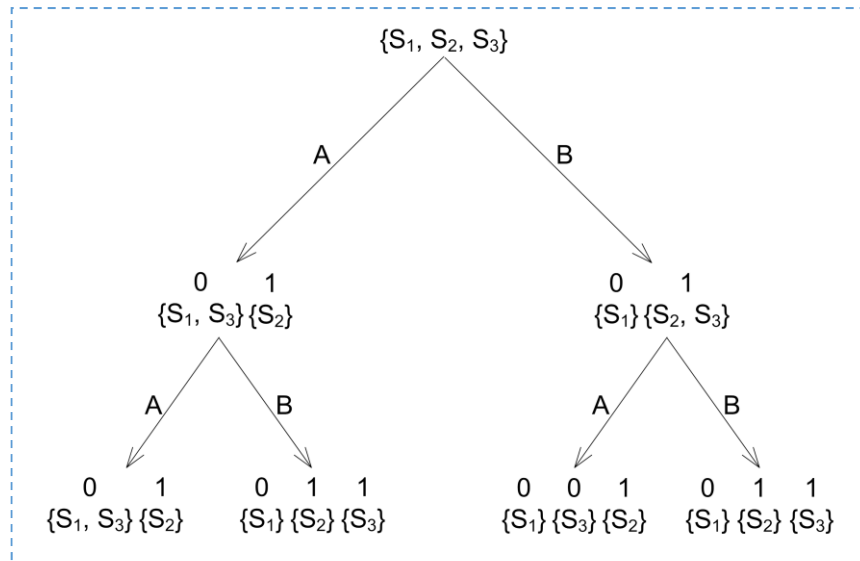 {S₁, S₂, S₃}
A B
0 1 0 1
{S₁, S₃} {S₂} {S₁} {S₂, S₃}
A B A B
0 1 0 1 1 0 0 1 0 1 1
{S₁, S₃} {S₂} {S₁} {S₂} {S₃} {S₁} {S₃} {S₂} {S₁} {S₂} {S₃}